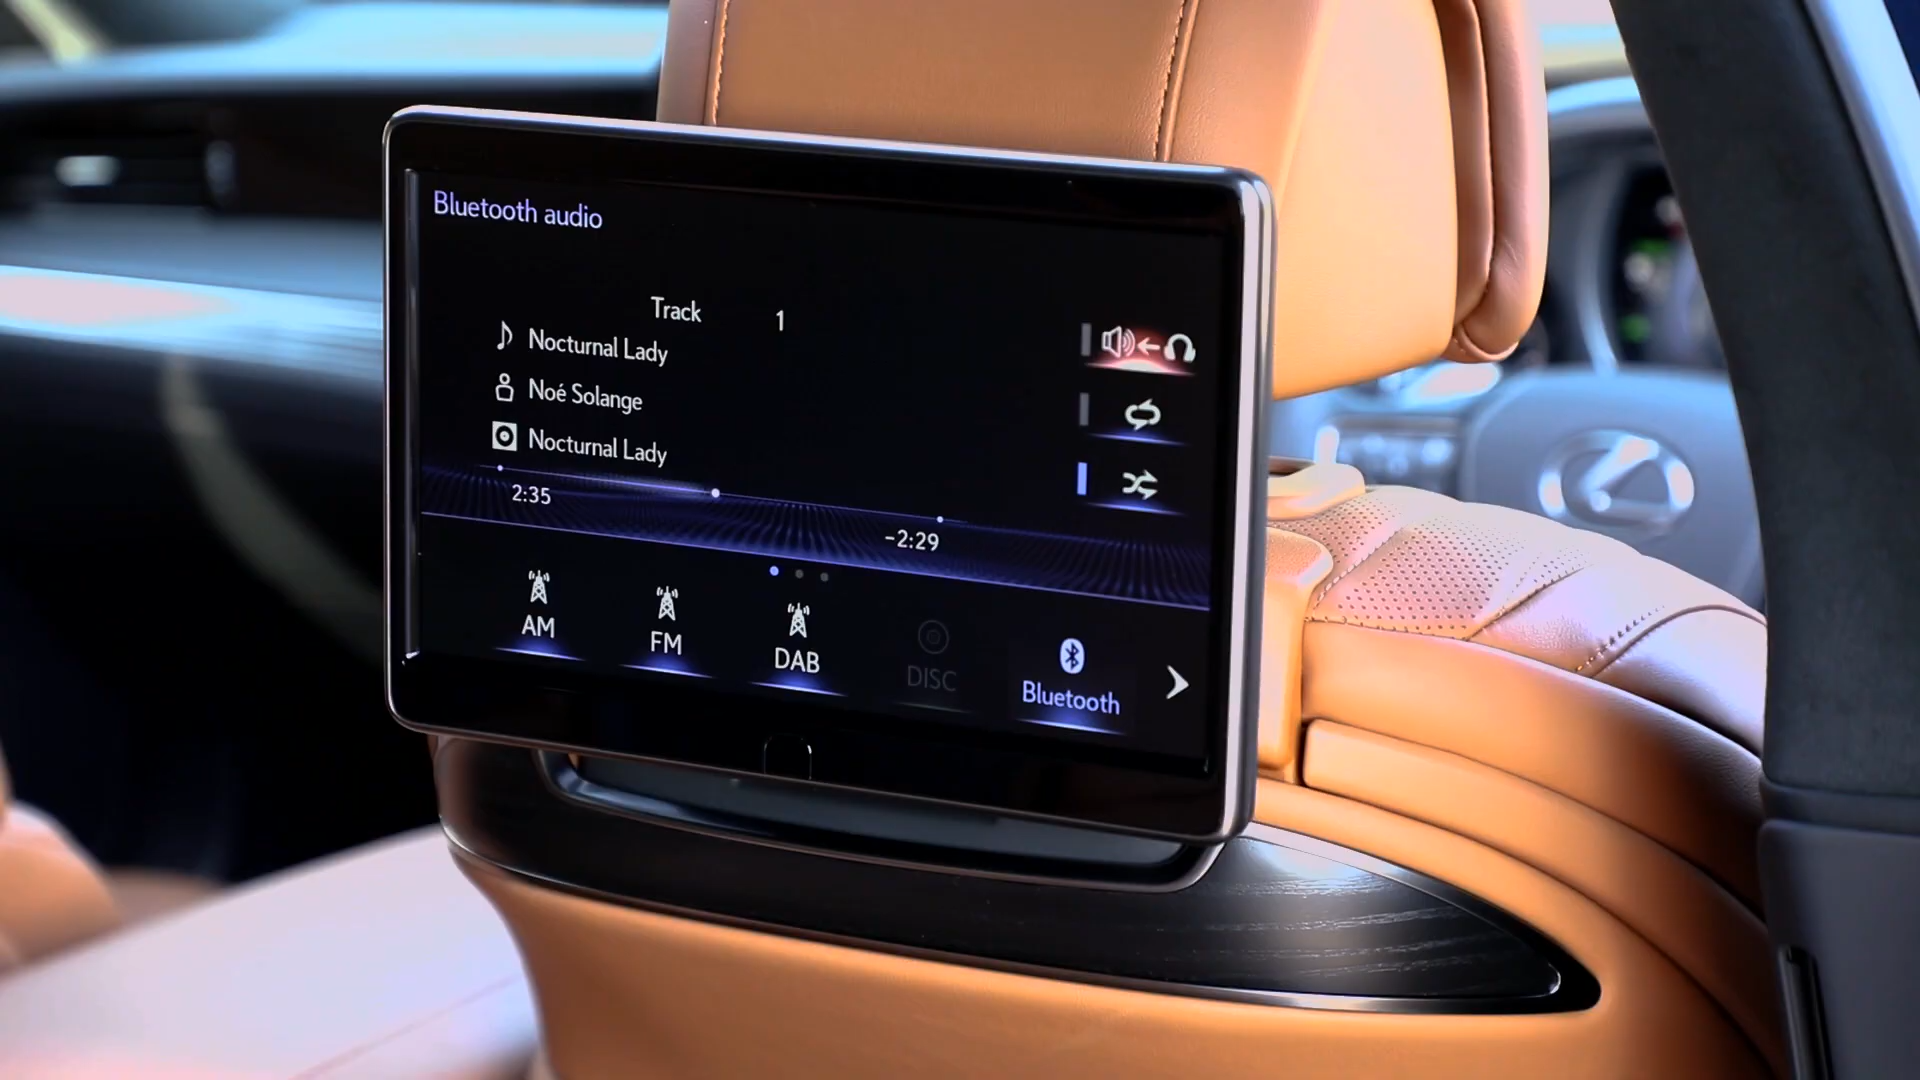 Bluetooth audio
Track 1
Nocturnal Lady
Noé Solange
Nocturnal Lady
2:35
-2:29
AM
FM
DAB
DISC
Bluetooth